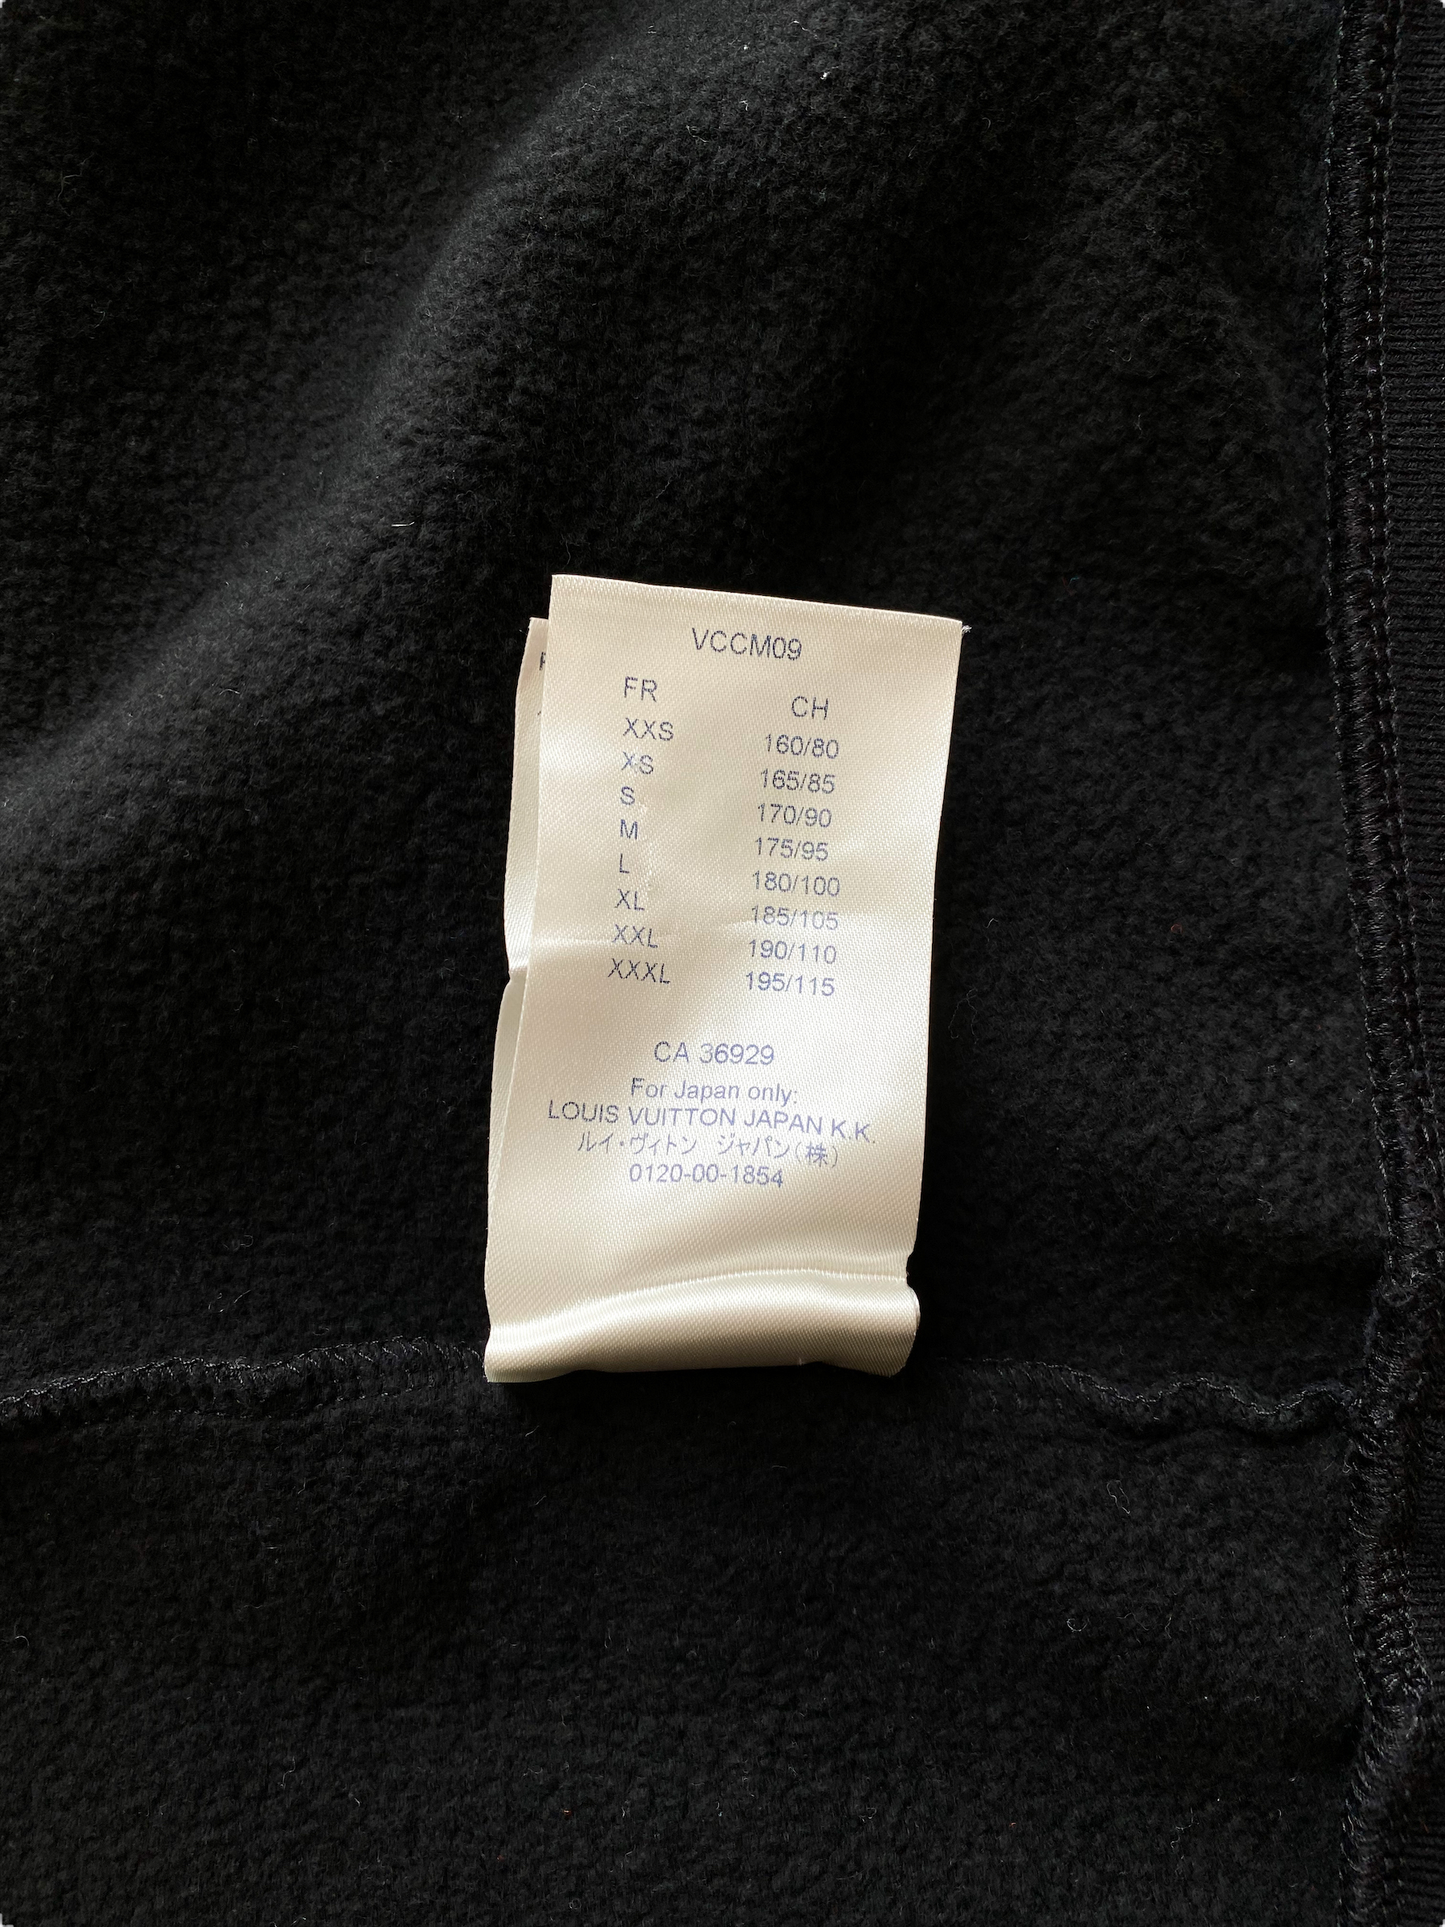 VCCM09
FR CH
XXS 160/80
XS 165/85
S 170/90
M 175/95
L 180/100
XL 185/105
XXL 190/110
XXXL 195/115
CA 36929
For Japan only:
LOUIS VUITTON JAPAN K.K.
ルイ・ヴィトン ジャパン(株)
0120-00-1854